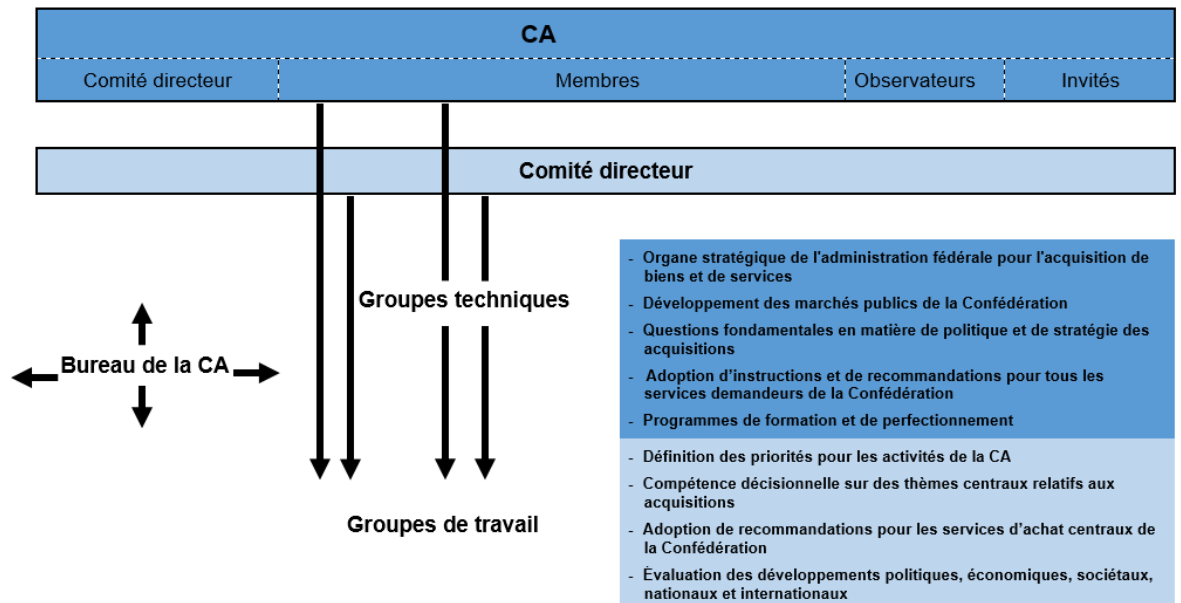 CA
Comité directeur
Membres
Observateurs
Invités
Comité directeur
Groupes techniques
Bureau de la CA
Groupes de travail
- Organe stratégique de l'administration fédérale pour l'acquisition de
biens et de services
- Développement des marchés publics de la Confédération
- Questions fondamentales en matière de politique et de stratégie des
acquisitions
- Adoption d'instructions et de recommandations pour tous les
services demandeurs de la Confédération
- Programmes de formation et de perfectionnement
- Définition des priorités pour les activités de la CA
- Compétence décisionnelle sur des thèmes centraux relatifs aux
acquisitions
- Adoption de recommandations pour les services d'achat centraux de
la Confédération
- Évaluation des développements politiques, économiques, sociétaux,
nationaux et internationaux